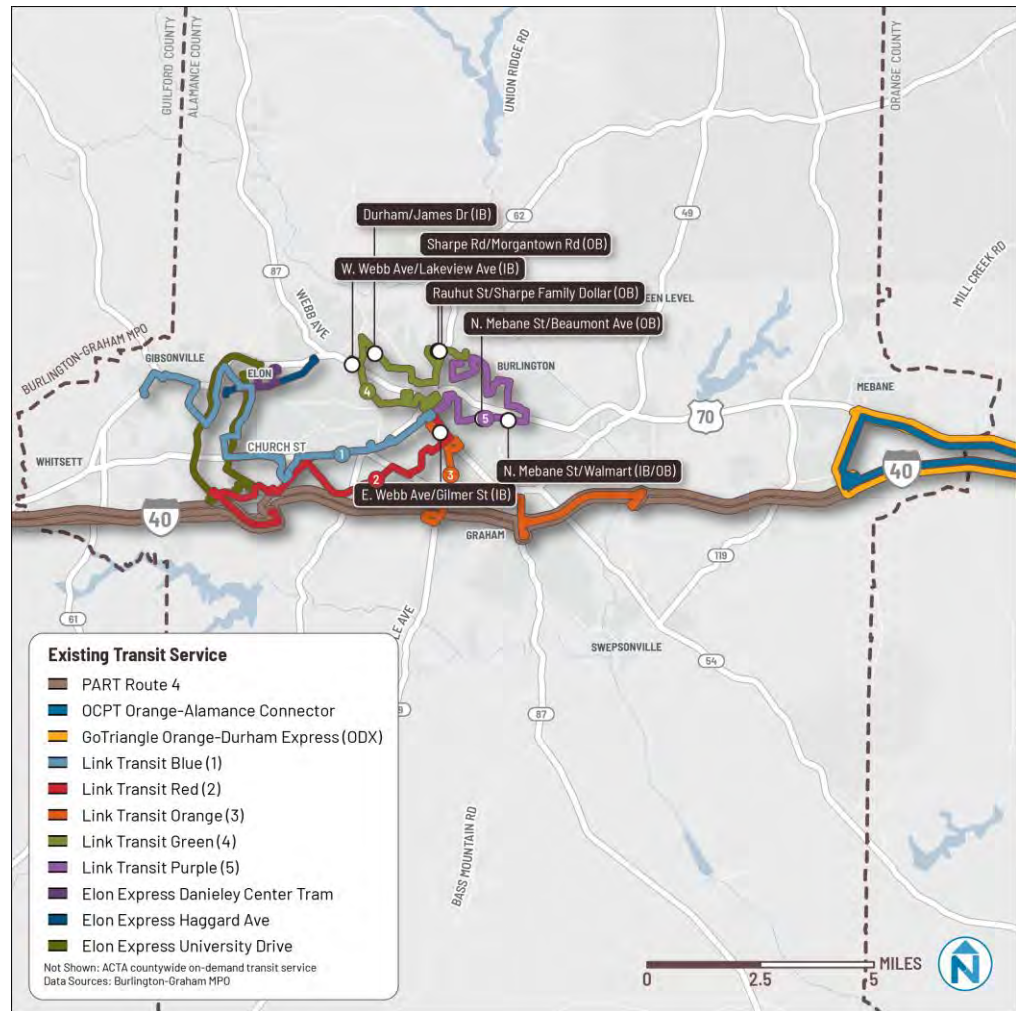 GUILFORD COUNTY
ALAMANCE COUNTY
UNION RIDGE RD
ORANGE COUNTY
62
49
MILL CREEK RD
87
WEBB AVE
Durham/James Dr (IB)
Sharpe Rd/Morgantown Rd (OB)
W. Webb Ave/Lakeview Ave (IB)
Rauhut St/Sharpe Family Dollar (OB)
EEN LEVEL
N. Mebane St/Beaumont Ave (OB)
BURLINGTON-GRAHAM MPO
GIBSONVILLE
ELON
BURLINGTON
MEBANE
4
5
70
CHURCH ST
1
WHITSETT
2
3
N. Mebane St/Walmart (IB/OB)
E. Webb Ave/Gilmer St (IB)
40
40
GRAHAM
119
61
LE AVE
SWEPSONVILLE
54
9
87
BASS MOUNTAIN RD
Existing Transit Service
PART Route 4
OCPT Orange-Alamance Connector
GoTriangle Orange-Durham Express (ODX)
Link Transit Blue (1)
Link Transit Red (2)
Link Transit Orange (3)
Link Transit Green (4)
Link Transit Purple (5)
Elon Express Danieley Center Tram
Elon Express Haggard Ave
Elon Express University Drive
Not Shown: ACTA countywide on-demand transit service
Data Sources: Burlington-Graham MPO
MILES
0 2.5 5
N